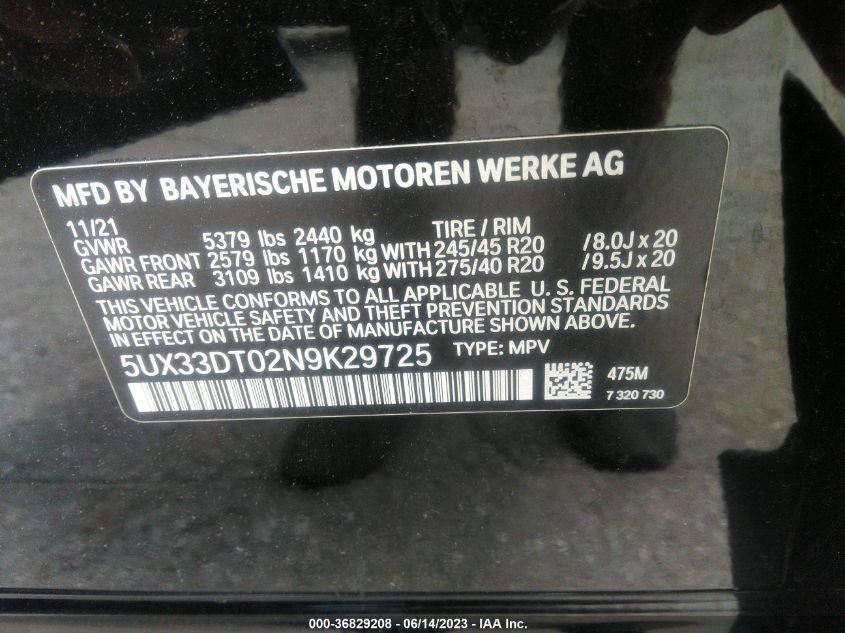 MFD BY BAYERISCHE MOTOREN WERKE AG
11/21
GVWR 5379 lbs 2440 kg TIRE / RIM
GAWR FRONT 2579 lbs 1170 kg WITH 245/45 R20 /8.0J x 20
GAWR REAR 3109 lbs 1410 kg WITH 275/40 R20 /9.5J x 20
THIS VEHICLE CONFORMS TO ALL APPLICABLE U. S. FEDERAL
MOTOR VEHICLE SAFETY AND THEFT PREVENTION STANDARDS
IN EFFECT ON THE DATE OF MANUFACTURE SHOWN ABOVE.
5UX33DT02N9K29725 TYPE: MPV
475M
7 320 730
000-36829208 - 06/14/2023 - IAA Inc.